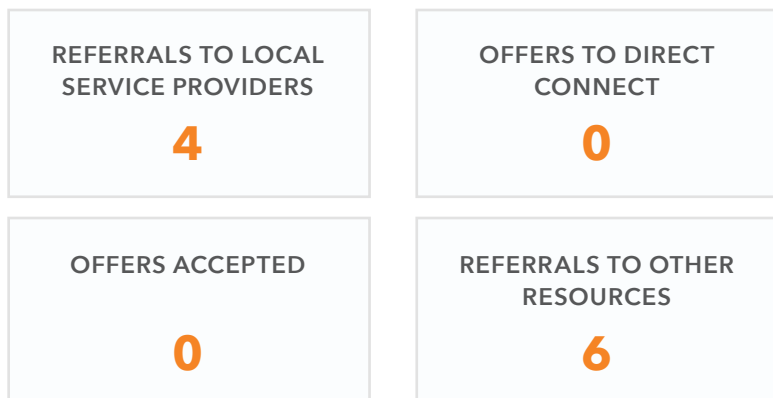 REFERRALS TO LOCAL
SERVICE PROVIDERS
4
OFFERS TO DIRECT
CONNECT
0
OFFERS ACCEPTED
0
REFERRALS TO OTHER
RESOURCES
6